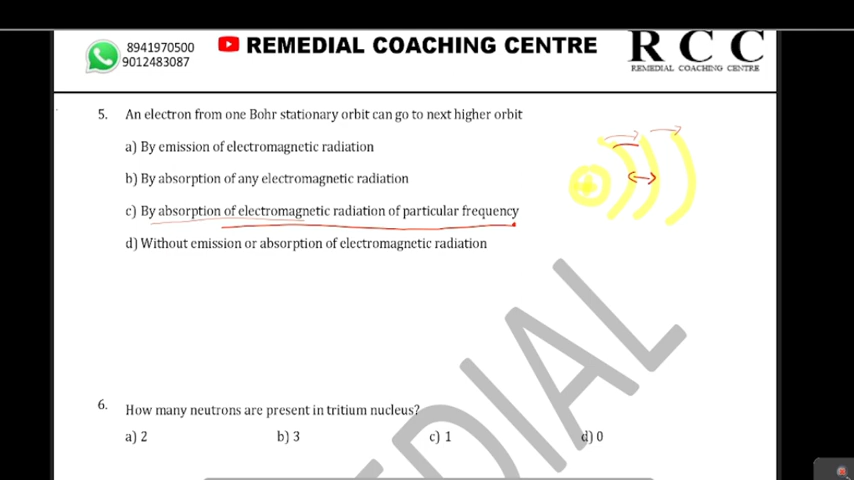 8941970500
9012483087
REMEDIAL COACHING CENTRE
R C C
REMEDIAL COACHING CENTRE
5. An electron from one Bohr stationary orbit can go to next higher orbit
a) By emission of electromagnetic radiation
b) By absorption of any electromagnetic radiation
c) By absorption of electromagnetic radiation of particular frequency
d) Without emission or absorption of electromagnetic radiation
6. How many neutrons are present in tritium nucleus?
a) 2 b) 3 c) 1 d) 0
EDIAL